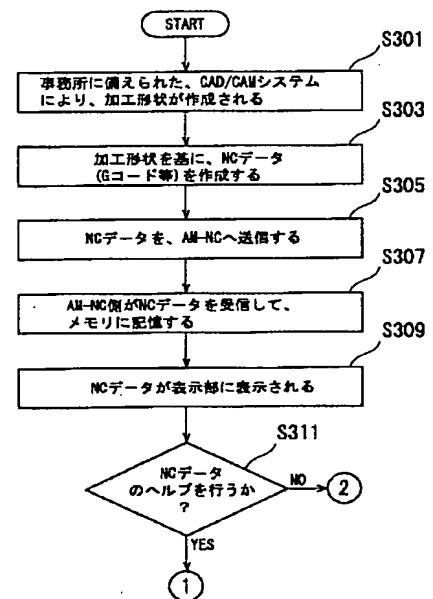 START
S301
事務所に備えられた、CAD/CAMシステム
により、加工形状が作成される
S303
加工形状を基に、NCデータ
(Gコード等)を作成する
S305
NCデータを、AM-NCへ送信する
S307
AM-NC側がNCデータを受信して、
メモリに記憶する
S309
NCデータが表示部に表示される
S311
NCデータ
のヘルプを行うか
?
NO
2
YES
1